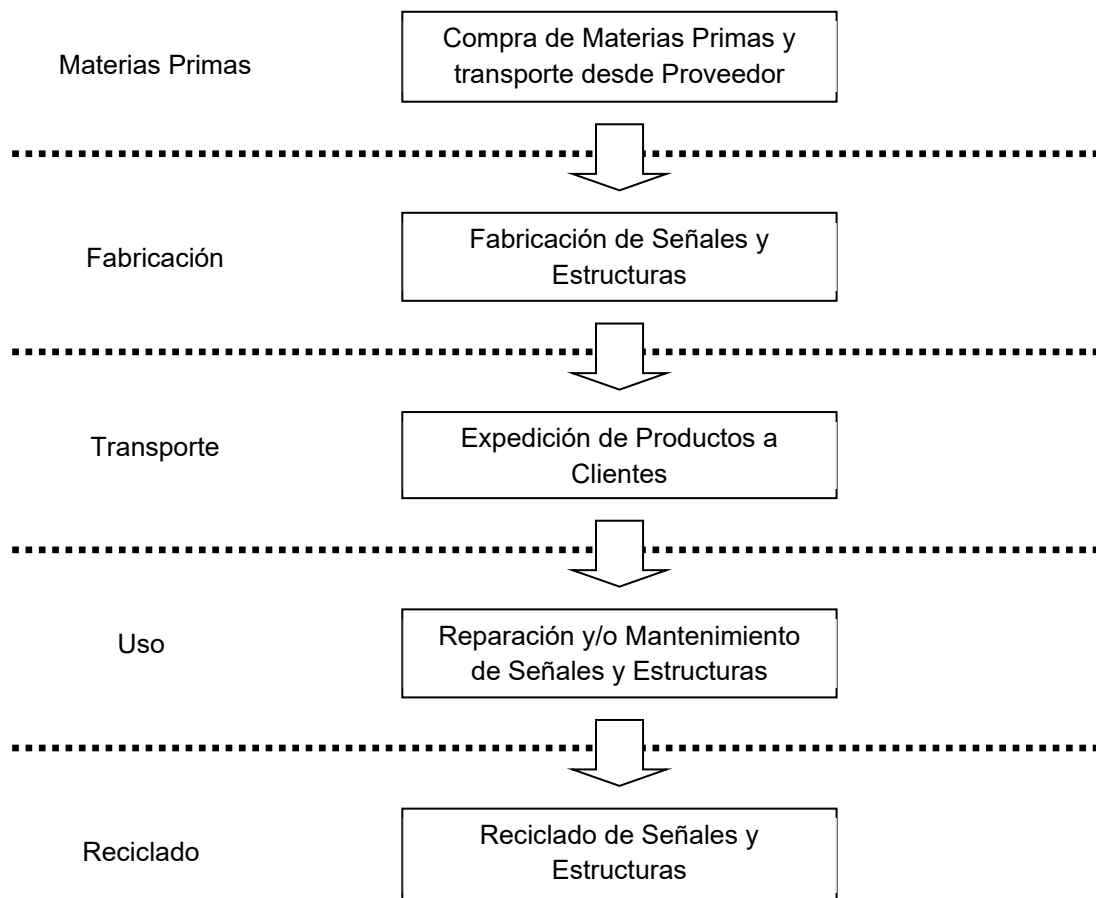 Materias Primas
Compra de Materias Primas y
transporte desde Proveedor
Fabricación
Fabricación de Señales y
Estructuras
Transporte
Expedición de Productos a
Clientes
Uso
Reparación y/o Mantenimiento
de Señales y Estructuras
Reciclado
Reciclado de Señales y
Estructuras